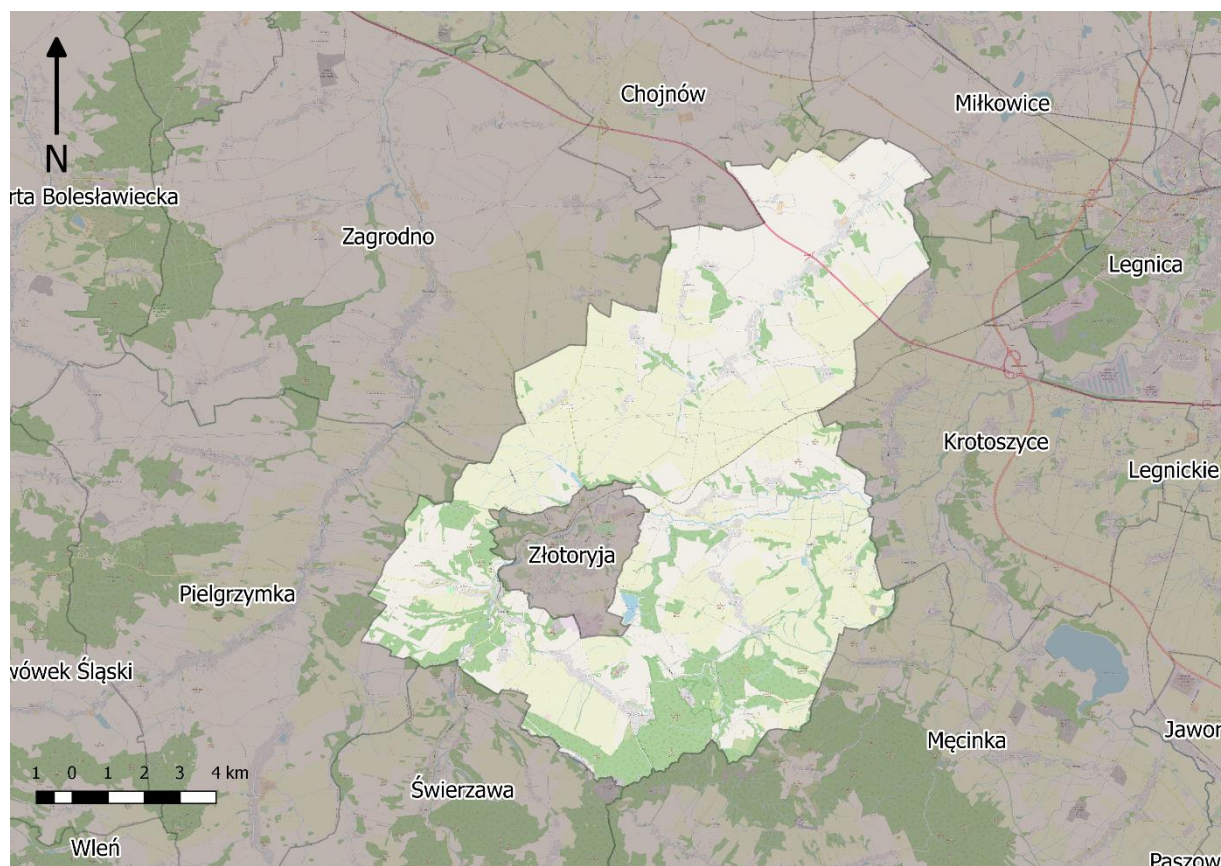 Chojnów
Miłkowice
N
rta Bolesławiecka
Zagrodno
Legnica
Krotoszyce
Legnickie
Złotoryja
Pielgrzymka
wówek Śląski
Jawor
Męcinka
1 0 1 2 3 4 km
Świerzawa
Wleń
Paszow